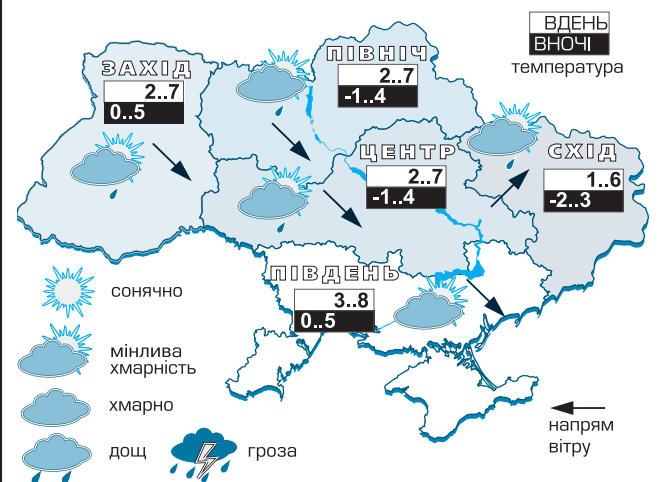 ВДЕНЬ
ВНОЧІ
температура
ПІВНІЧ
2..7
-1..4
ЗАХІД
2..7
0..5
ЦЕНТР
2..7
-1..4
СХІД
1..6
-2..3
ПІВДЕНЬ
3..8
0..5
сонячно
мінлива
хмарність
хмарно
дощ
гроза
напрям
вітру